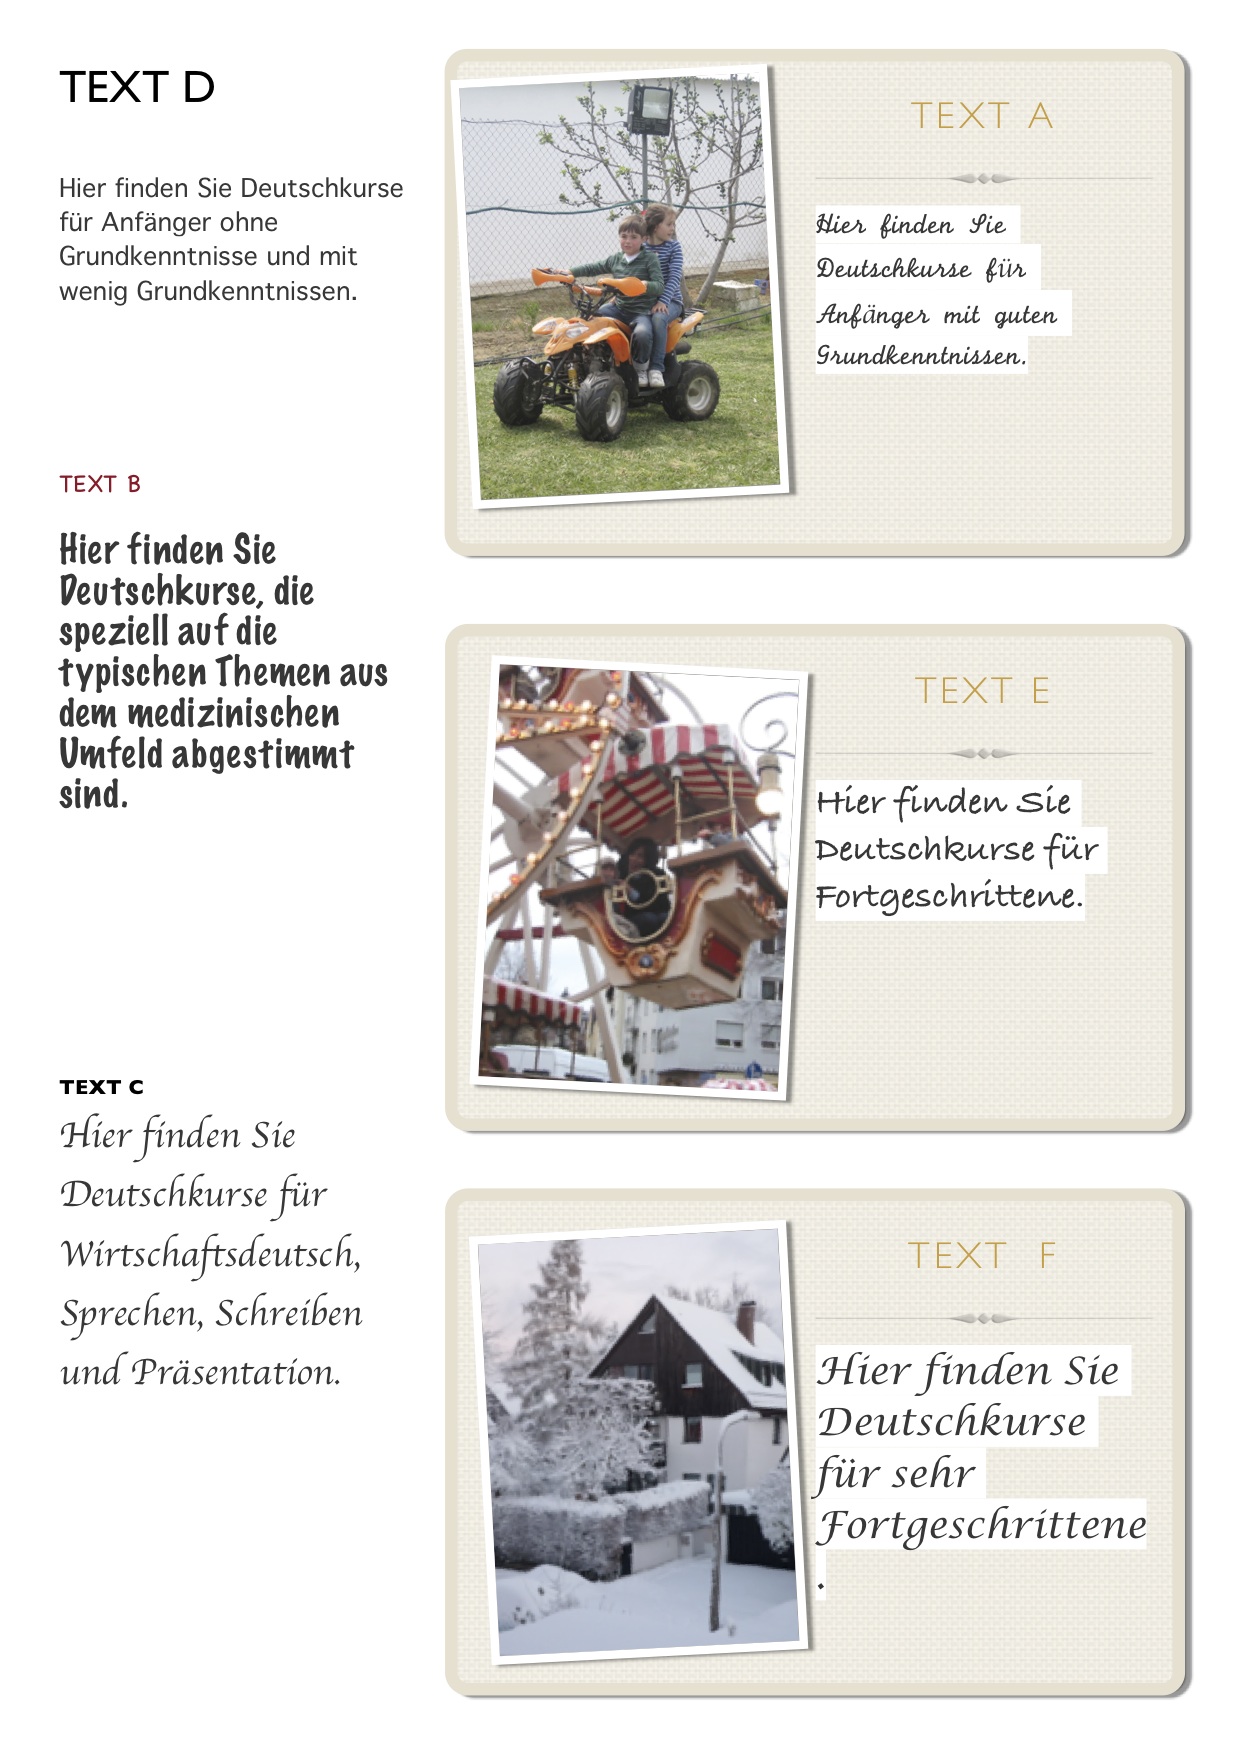 TEXT D
Hier finden Sie Deutschkurse
für Anfänger ohne
Grundkenntnisse und mit
wenig Grundkenntnissen.
TEXT B
Hier finden Sie
Deutschkurse, die
speziell auf die
typischen Themen aus
dem medizinischen
Umfeld abgestimmt
sind.
TEXT C
Hier finden Sie
Deutschkurse für
Wirtschaftsdeutsch,
Sprechen, Schreiben
und Präsentation.
TEXT A
Hier finden Sie
Deutschkurse für
Anfänger mit guten
Grundkenntnissen.
TEXT E
Hier finden Sie
Deutschkurse für
Fortgeschrittene.
TEXT F
Hier finden Sie
Deutschkurse
für sehr
Fortgeschrittene
.